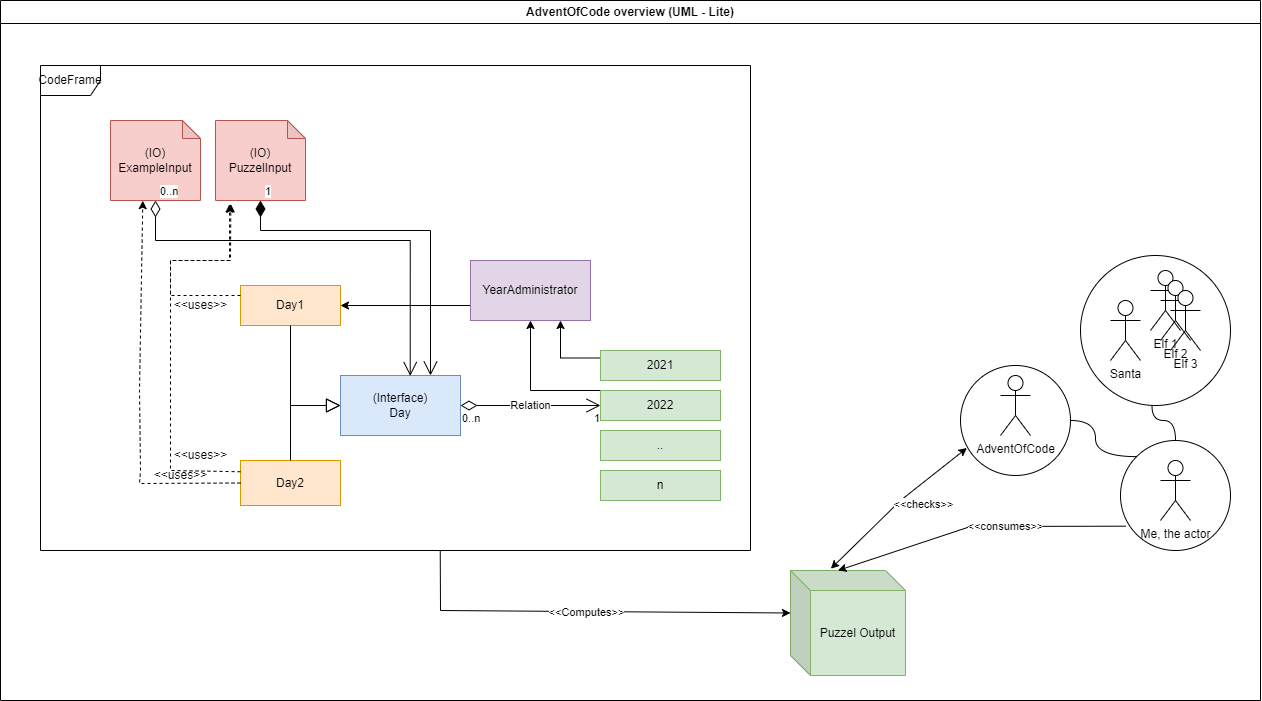 AdventOfCode overview (UML - Lite)
CodeFrame
(IO)
ExampleInput
0..n
(IO)
PuzzelInput
1
YearAdministrator
<<uses>>
Day1
2021
(Interface)
Day
0..n
Relation
1
2022
..
n
<<uses>>
<<uses>>
Day2
Elf 1
Elf 2
Elf 3
Santa
AdventOfCode
Me, the actor
<<checks>>
<<consumes>>
<<Computes>>
Puzzel Output